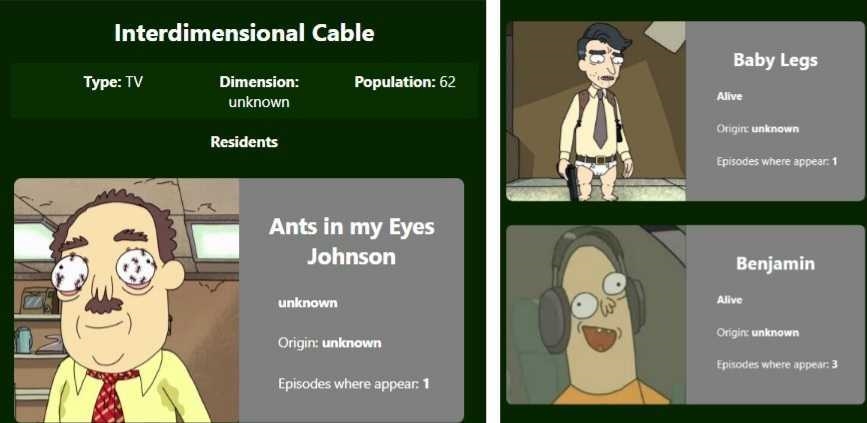 Interdimensional Cable
Type: TV
Dimension:
unknown
Population: 62
Residents
Ants in my Eyes
Johnson
unknown
Origin: unknown
Episodes where appear: 1
Baby Legs
Alive
Origin: unknown
Episodes where appear: 1
Benjamin
Alive
Origin: unknown
Episodes where appear: 3